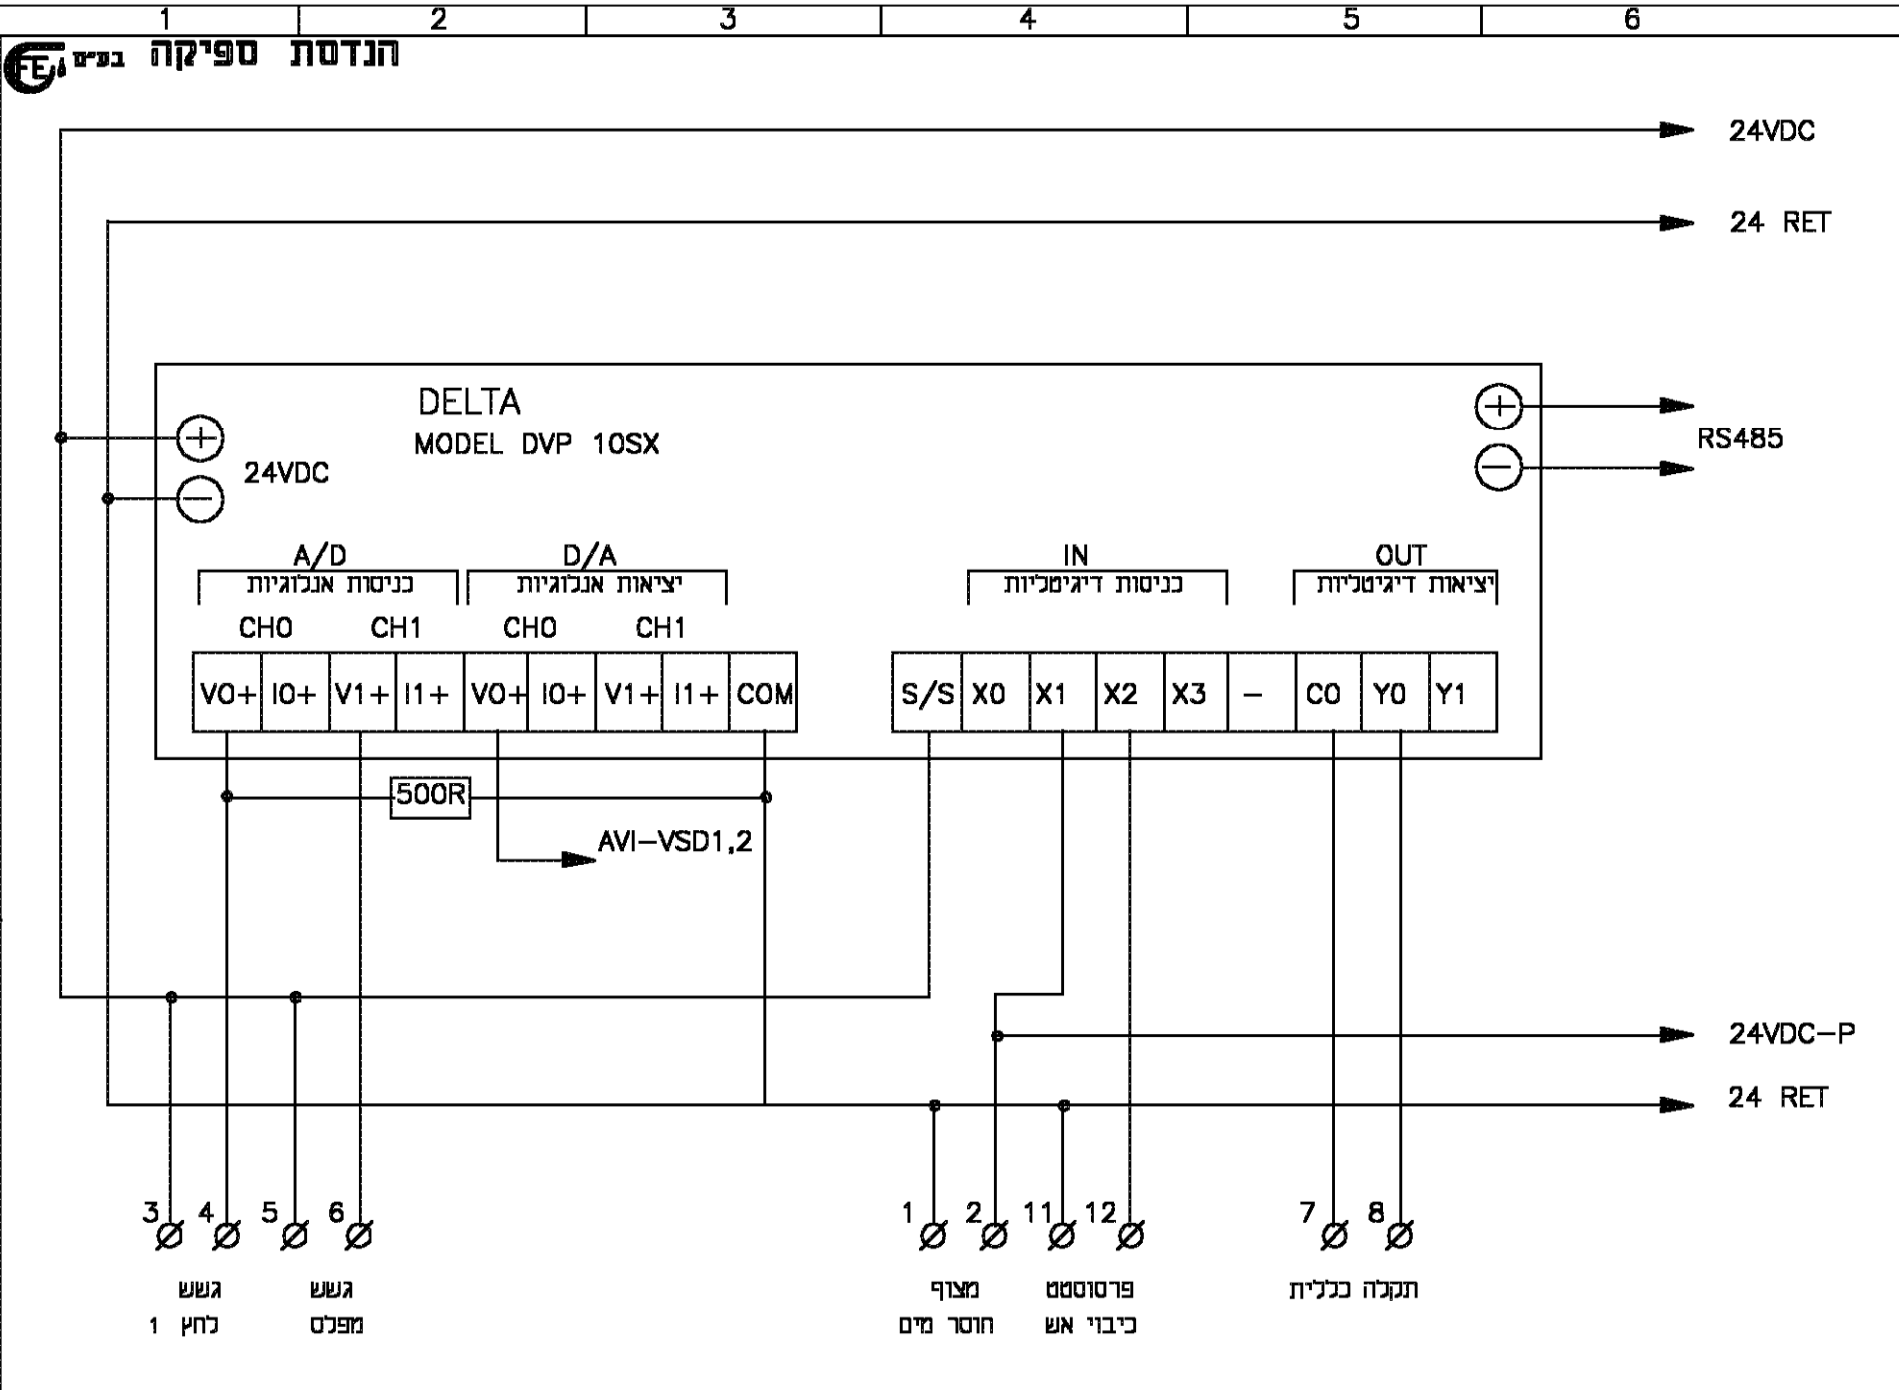 1 2 3 4 5 6
FE הנדסת ספיקה בע״מ
24VDC
24 RET
DELTA
MODEL DVP 10SX
24VDC
RS485
A/D D/A IN OUT
כניסות אנלוגיות יציאות אנלוגיות כניסות דיגיטליות יציאות דיגיטליות
CH0 CH1 CH0 CH1
V0+ I0+ V1+ I1+ V0+ I0+ V1+ I1+ COM S/S X0 X1 X2 X3 - C0 Y0 Y1
500R
AVI-VSD1,2
24VDC-P
24 RET
3 4 5 6 1 2 11 12 7 8
גשש
לחץ 1
גשש
מפלס
מצוף
חוסר מים
פרסוסטט
כיבוי אש
תקלה כללית